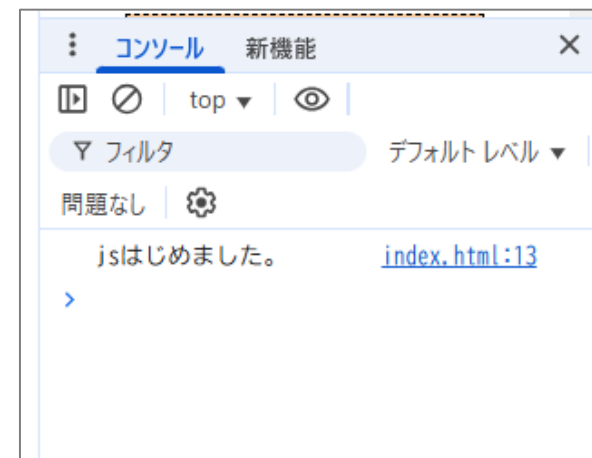 コンソール 新機能
top
フィルタ デフォルト レベル
問題なし
jsはじめました。 index.html:13